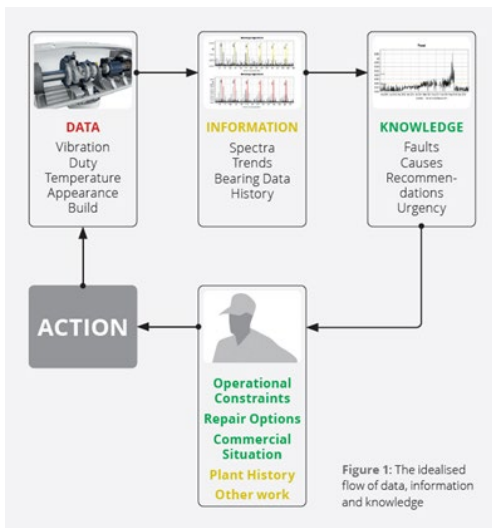 DATA
Vibration
Duty
Temperature
Appearance
Build
INFORMATION
Spectra
Trends
Bearing Data
History
KNOWLEDGE
Faults
Causes
Recommen-
dations
Urgency
ACTION
Operational
Constraints
Repair Options
Commercial
Situation
Plant History
Other work
Figure 1: The idealised
flow of data, information
and knowledge